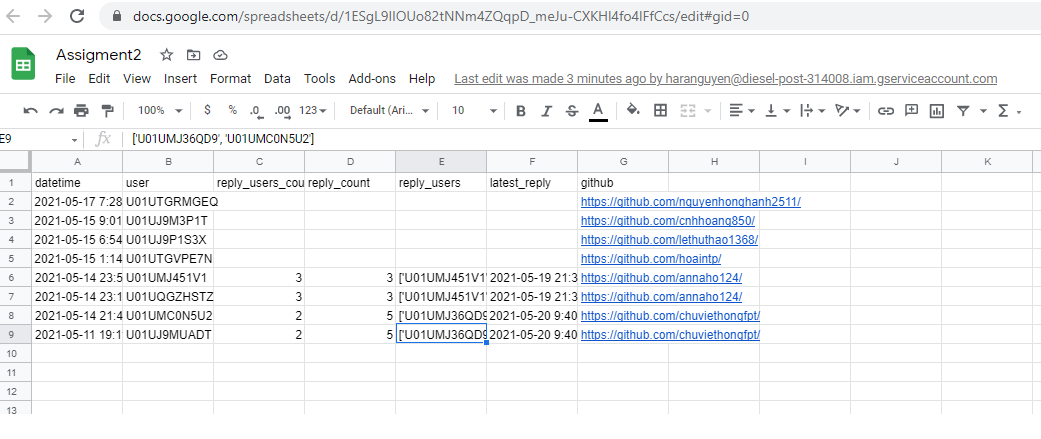 docs.google.com/spreadsheets/d/1ESgL9IIOUo82tNNm4ZQqpD_meJu-CXKHI4fo4IFfCcs/edit#gid=0
Assigment2
File Edit View Insert Format Data Tools Add-ons Help Last edit was made 3 minutes ago by haranguyen@diesel-post-314008.iam.gserviceaccount.com
100% $ % .0 .00 123 Default (Ari... 10 B I S A
E9 fx ['U01UMJ36QD9', 'U01UMC0N5U2']
A B C D E F G H I J K
1 datetime user reply_users_cou reply_count reply_users latest_reply github
2 2021-05-17 7:28 U01UTGRMGEQ https://github.com/nguyenhonghanh2511/
3 2021-05-15 9:01 U01UJ9M3P1T https://github.com/cnhhoang850/
4 2021-05-15 6:54 U01UJ9P1S3X https://github.com/lethuthao1368/
5 2021-05-15 1:14 U01UTGVPE7N https://github.com/hoaintp/
6 2021-05-14 23:5 U01UMJ451V1 3 3 ['U01UMJ451V1' 2021-05-19 21:3 https://github.com/annaho124/
7 2021-05-14 23:1 U01UQGZHSTZ 3 3 ['U01UMJ451V1' 2021-05-19 21:3 https://github.com/annaho124/
8 2021-05-14 21:4 U01UMC0N5U2 2 5 ['U01UMJ36QD9 2021-05-20 9:40 https://github.com/chuviethongfpt/
9 2021-05-11 19:1 U01UJ9MUADT 2 5 ['U01UMJ36QD9 2021-05-20 9:40 https://github.com/chuviethongfpt/
10
11
12
13